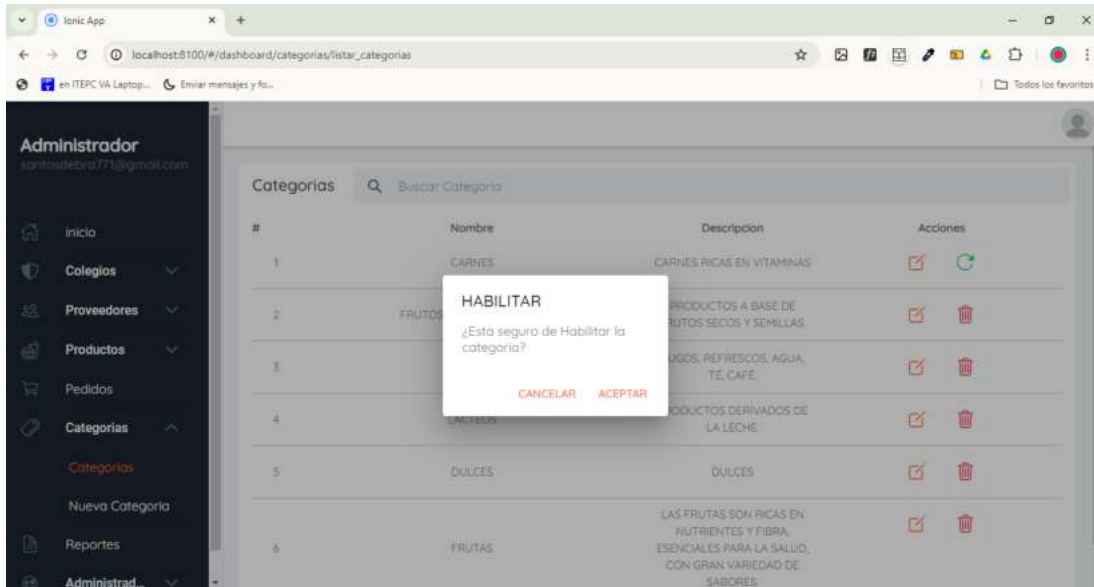 Ionic App
localhost:8100/#/dashboard/categorias/listar_categorias
en ITEPC VA Laptop...
Enviar mensajes y fo...
Todos los favoritos
Administrador
santosdebra771@gmail.com
inicio
Colegios
Proveedores
Productos
Pedidos
Categorias
Categorias
Nueva Categoria
Reportes
Administrad...
Categorias
Buscar Categoria
# Nombre Descripcion Acciones
1 CARNES CARNES RICAS EN VITAMINAS
2 FRUTOS PRODUCTOS A BASE DE
FRUTOS SECOS Y SEMILLAS.
3 JUGOS, REFRESCOS, AGUA,
TÉ, CAFÉ.
4 LACTEOS PRODUCTOS DERIVADOS DE
LA LECHE.
5 DULCES DULCES
6 FRUTAS LAS FRUTAS SON RICAS EN
NUTRIENTES Y FIBRA,
ESENCIALES PARA LA SALUD,
CON GRAN VARIEDAD DE
SABORES.
HABILITAR
¿Esta seguro de Habilitar la
categoria?
CANCELAR ACEPTAR